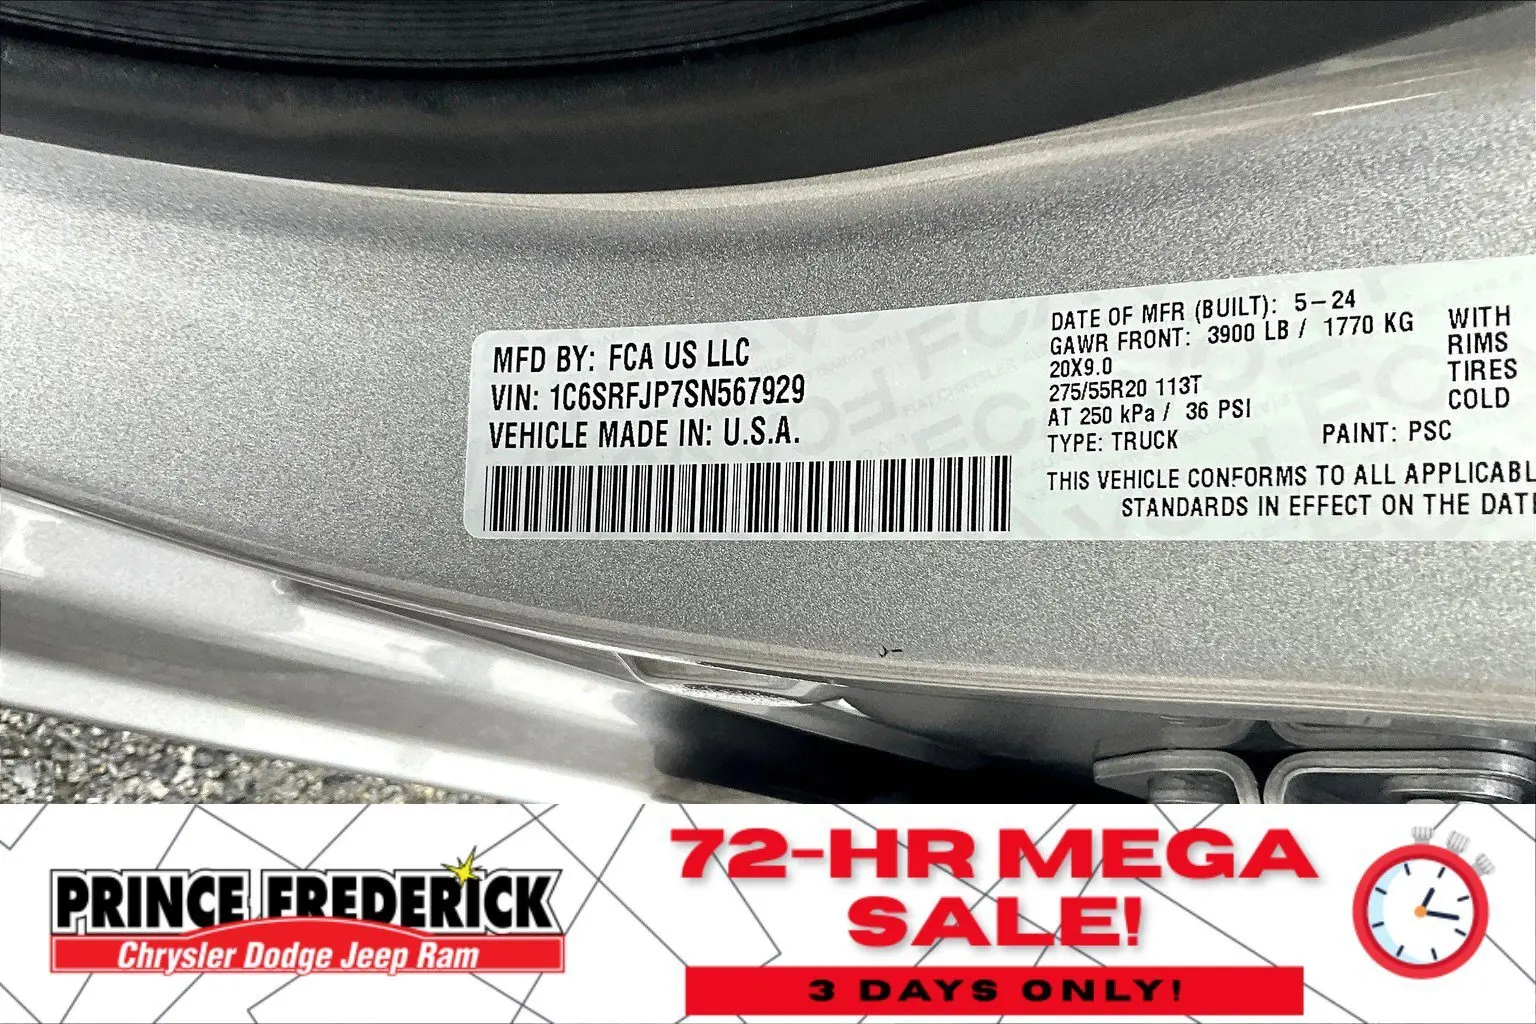 MFD BY: FCA US LLC
VIN: 1C6SRFJP7SN567929
VEHICLE MADE IN: U.S.A.
DATE OF MFR (BUILT): 5-24
GAWR FRONT: 3900 LB / 1770 KG WITH
20X9.0 RIMS
275/55R20 113T TIRES
AT 250 kPa / 36 PSI COLD
TYPE: TRUCK PAINT: PSC
THIS VEHICLE CONFORMS TO ALL APPLICABL
STANDARDS IN EFFECT ON THE DATE
PRINCE FREDERICK
Chrysler Dodge Jeep Ram
72-HR MEGA
SALE!
3 DAYS ONLY!